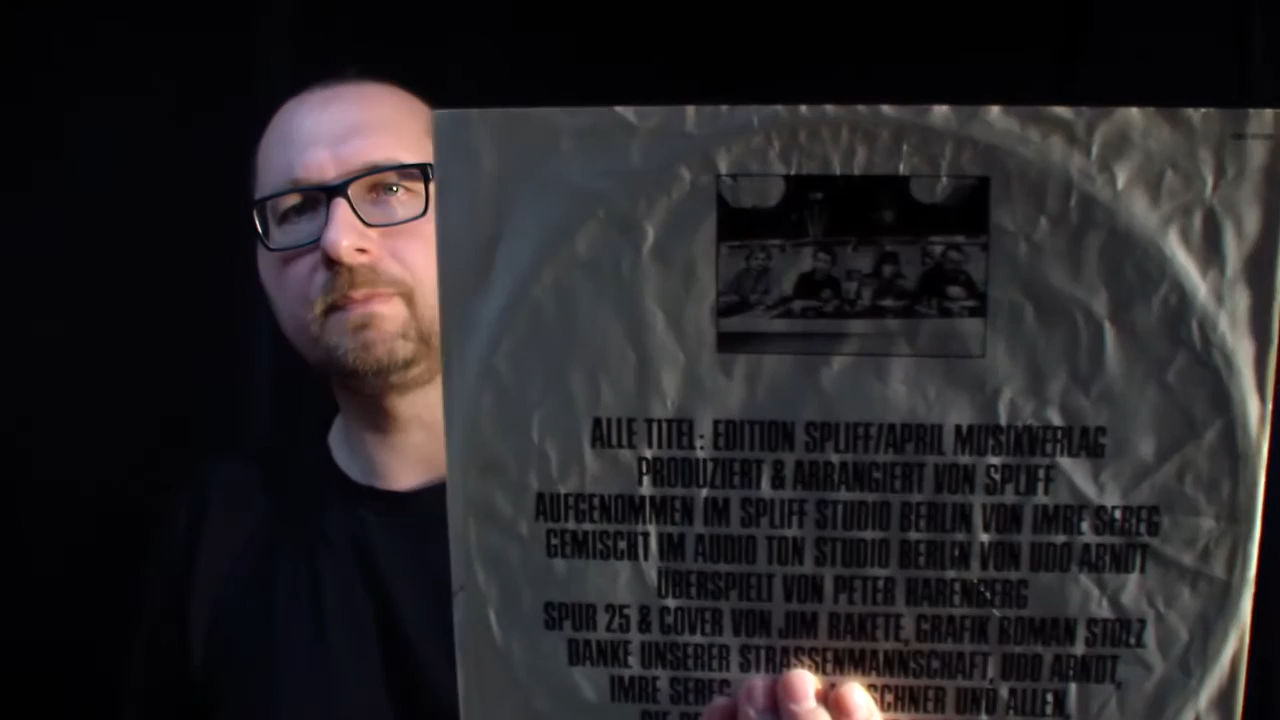 ALLE TITEL: EDITION SPLIFF/APRIL MUSIKVERLAG
PRODUZIERT & ARRANGIERT VON SPLIFF
AUFGENOMMEN IM SPLIFF STUDIO BERLIN VON IMRE SEREG
GEMISCHT IM AUDIO TON STUDIO BERLIN VON UDO ARNDT
ÜBERSPIELT VON PETER HARENBERG
SPUR 25 & COVER VON JIM RAKETE, GRAFIK ROMAN STOLZ
DANKE UNSERER STRASSENMANNSCHAFT, UDO ARNDT,
IMRE SEREG SCHNER UND ALLEN,